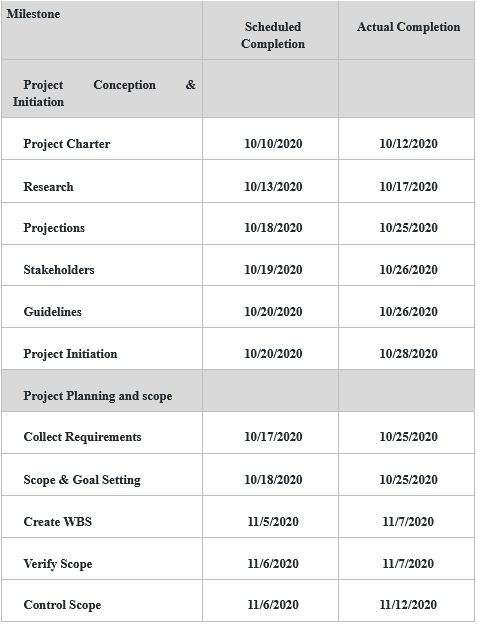 Milestone
Scheduled Completion
Actual Completion
Project Conception &
Initiation
Project Charter 10/10/2020 10/12/2020
Research 10/13/2020 10/17/2020
Projections 10/18/2020 10/25/2020
Stakeholders 10/19/2020 10/26/2020
Guidelines 10/20/2020 10/26/2020
Project Initiation 10/20/2020 10/28/2020
Project Planning and scope
Collect Requirements 10/17/2020 10/25/2020
Scope & Goal Setting 10/18/2020 10/25/2020
Create WBS 11/5/2020 11/7/2020
Verify Scope 11/6/2020 11/7/2020
Control Scope 11/6/2020 11/12/2020